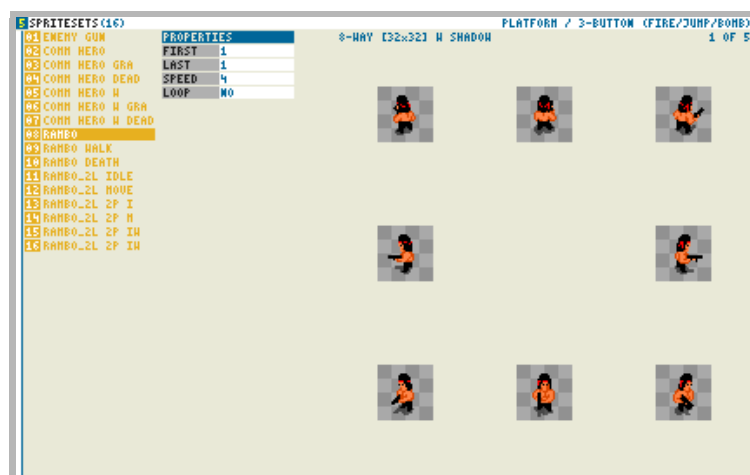 5 SPRITESETS(16)
PLATFORM / 3-BUTTON (FIRE/JUMP/BOMB)
01 ENEMY GUN
02 COMM HERO
03 COMM HERO GRA
04 COMM HERO DEAD
05 COMM HERO W
06 COMM HERO W GRA
07 COMM HERO W DEAD
08 RAMBO
09 RAMBO WALK
10 RAMBO DEATH
11 RAMBO_2L IDLE
12 RAMBO_2L MOVE
13 RAMBO_2L 2P I
14 RAMBO_2L 2P M
15 RAMBO_2L 2P IW
16 RAMBO_2L 2P IW
PROPERTIES
FIRST 1
LAST 1
SPEED 4
LOOP NO
8-WAY [32x32] W SHADOW
1 OF 5